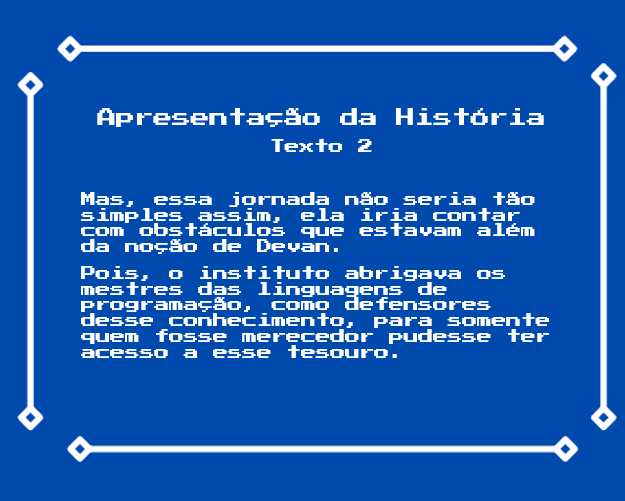 Apresentação da História
Texto 2
Mas, essa jornada não seria tão
simples assim, ela iria contar
com obstáculos que estavam além
da noção de Devan.
Pois, o instituto abrigava os
mestres das linguagens de
programação, como defensores
desse conhecimento, para somente
quem fosse merecedor pudesse ter
acesso a esse tesouro.